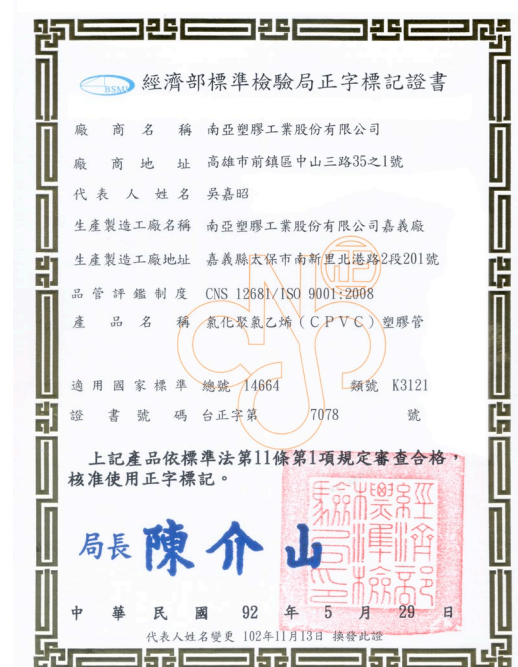 BSMI 經濟部標準檢驗局正字標記證書
廠商名稱 南亞塑膠工業股份有限公司
廠商地址 高雄市前鎮區中山三路35之1號
代表人姓名 吳嘉昭
生產製造工廠名稱 南亞塑膠工業股份有限公司嘉義廠
生產製造工廠地址 嘉義縣太保市南新里北港路2段201號
品管評鑑制度 CNS 12681/ISO 9001:2008
產品名稱 氯化聚氯乙烯(CPVC)塑膠管
適用國家標準 總號 14664 類號 K3121
證書號碼 台正字第 7078 號
上記產品依標準法第11條第1項規定審查合格，
核准使用正字標記。
局長 陳介山
經濟部
標準檢
驗局印
中華民國 92 年 5 月 29 日
代表人姓名變更 102年11月13日 換發此證
正